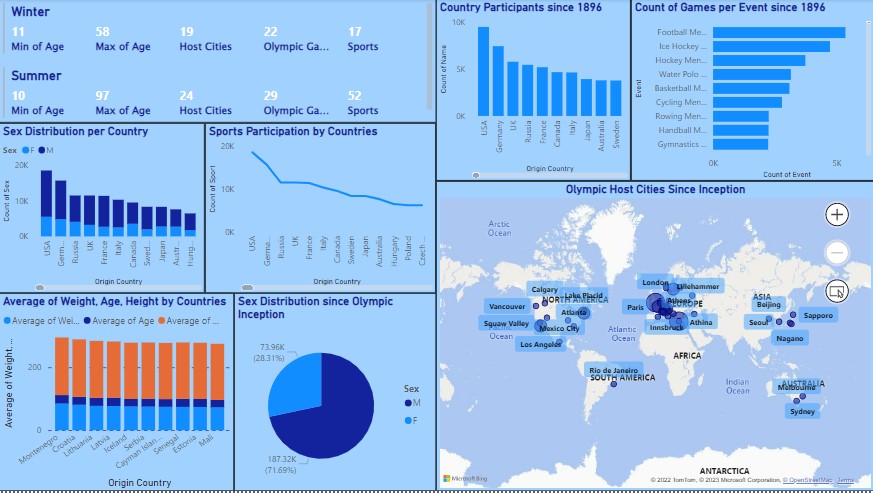 Winter
11 58 19 22 17
Min of Age Max of Age Host Cities Olympic Ga... Sports
Summer
10 97 24 29 52
Min of Age Max of Age Host Cities Olympic Ga... Sports
Country Participants since 1896
Count of Name
10K
5K
0K
USA Germany UK Russia France Canada Italy Japan Australia Sweden
Origin Country
Count of Games per Event since 1896
Event
Football Me...
Ice Hockey ...
Hockey Men...
Water Polo ...
Basketball M...
Cycling Men...
Rowing Men...
Handball M...
Gymnastics ...
0K 5K
Count of Event
Sex Distribution per Country
Sex F M
Count of Sex
20K
10K
0K
USA Germ... Russia UK France Italy Canada Swed... Japan Austr... Hung...
Origin Country
Sports Participation by Countries
Count of Sport
20K
10K
0K
USA Germa... Russia UK France Italy Canada Sweden Japan Australia Hungary Poland Czech ...
Origin Country
Olympic Host Cities Since Inception
Arctic
Ocean
Calgary
NORTH AMERICA
Lake Placid
Vancouver
Atlanta
Squaw Valley
Mexico City
Pacific
Ocean
Los Angeles
Atlantic
Ocean
London
Lillehammer
Paris
Athens
EUROPE
Innsbruck
Athina
ASIA
Beijing
Seoul
Sapporo
Nagano
AFRICA
Rio de Janeiro
SOUTH AMERICA
Indian
Ocean
AUSTRALIA
Melbourne
Sydney
ANTARCTICA
Microsoft Bing
© 2022 TomTom, © 2023 Microsoft Corporation, © OpenStreetMap Terms
Average of Weight, Age, Height by Countries
Average of Wei... Average of Age Average of ...
Average of Weight, ...
200
0
Montenegro Croatia Lithuania Latvia Iceland Serbia Cayman Islan... Senegal Estonia Mali
Origin Country
Sex Distribution since Olympic
Inception
73.96K
(28.31%)
187.32K
(71.69%)
Sex
M
F